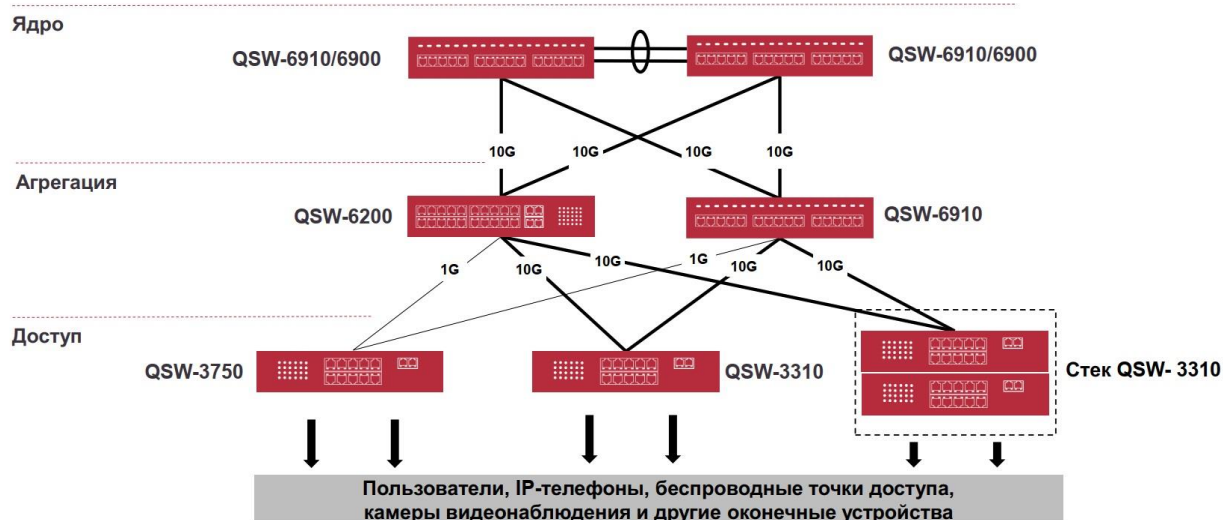 Ядро
QSW-6910/6900
QSW-6910/6900
10G
10G
10G
10G
Агрегация
QSW-6200
QSW-6910
1G
10G
10G
1G
10G
10G
Доступ
QSW-3750
QSW-3310
Стек QSW- 3310
Пользователи, IP-телефоны, беспроводные точки доступа,
камеры видеонаблюдения и другие оконечные устройства